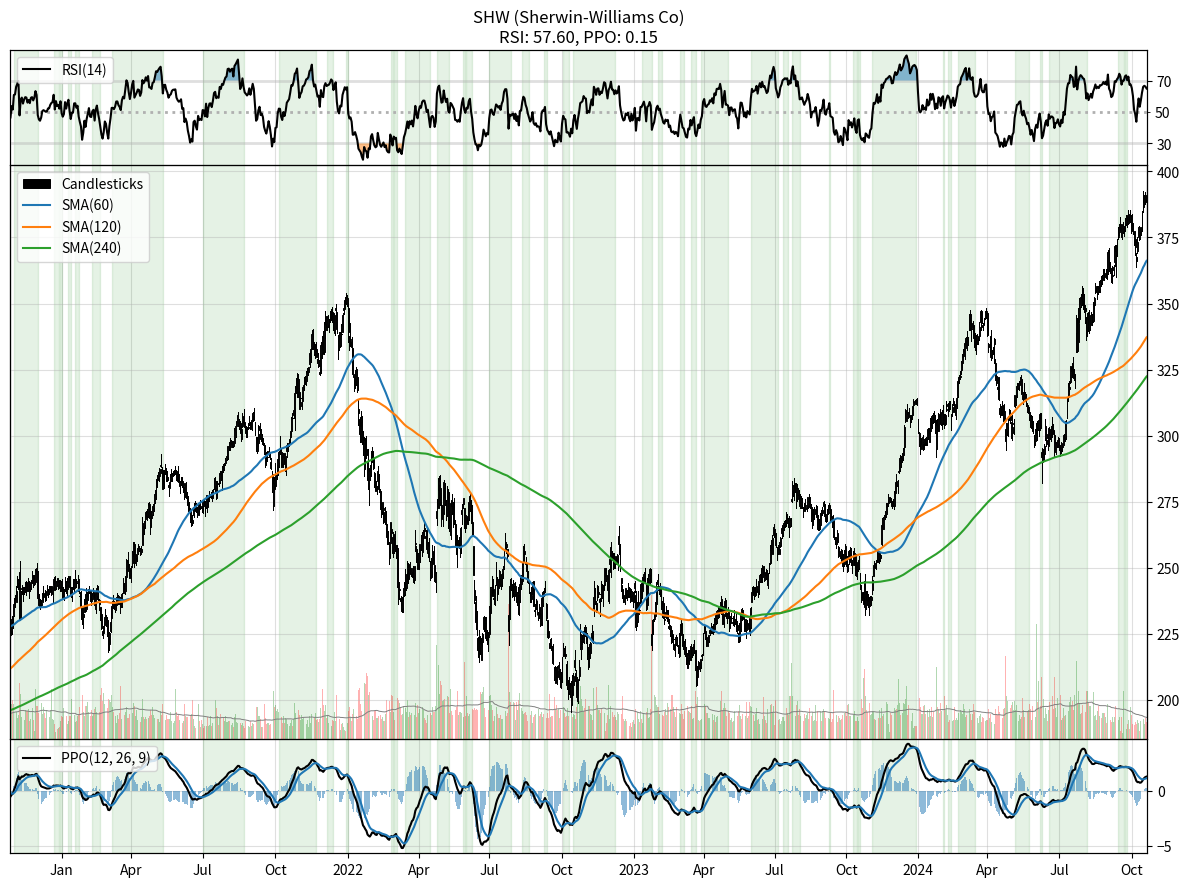 SHW (Sherwin-Williams Co)
RSI: 57.60, PPO: 0.15
RSI(14)
70
50
30
Candlesticks
SMA(60)
SMA(120)
SMA(240)
400
375
350
325
300
275
250
225
200
PPO(12, 26, 9)
0
−5
Jan Apr Jul Oct 2022 Apr Jul Oct 2023 Apr Jul Oct 2024 Apr Jul Oct